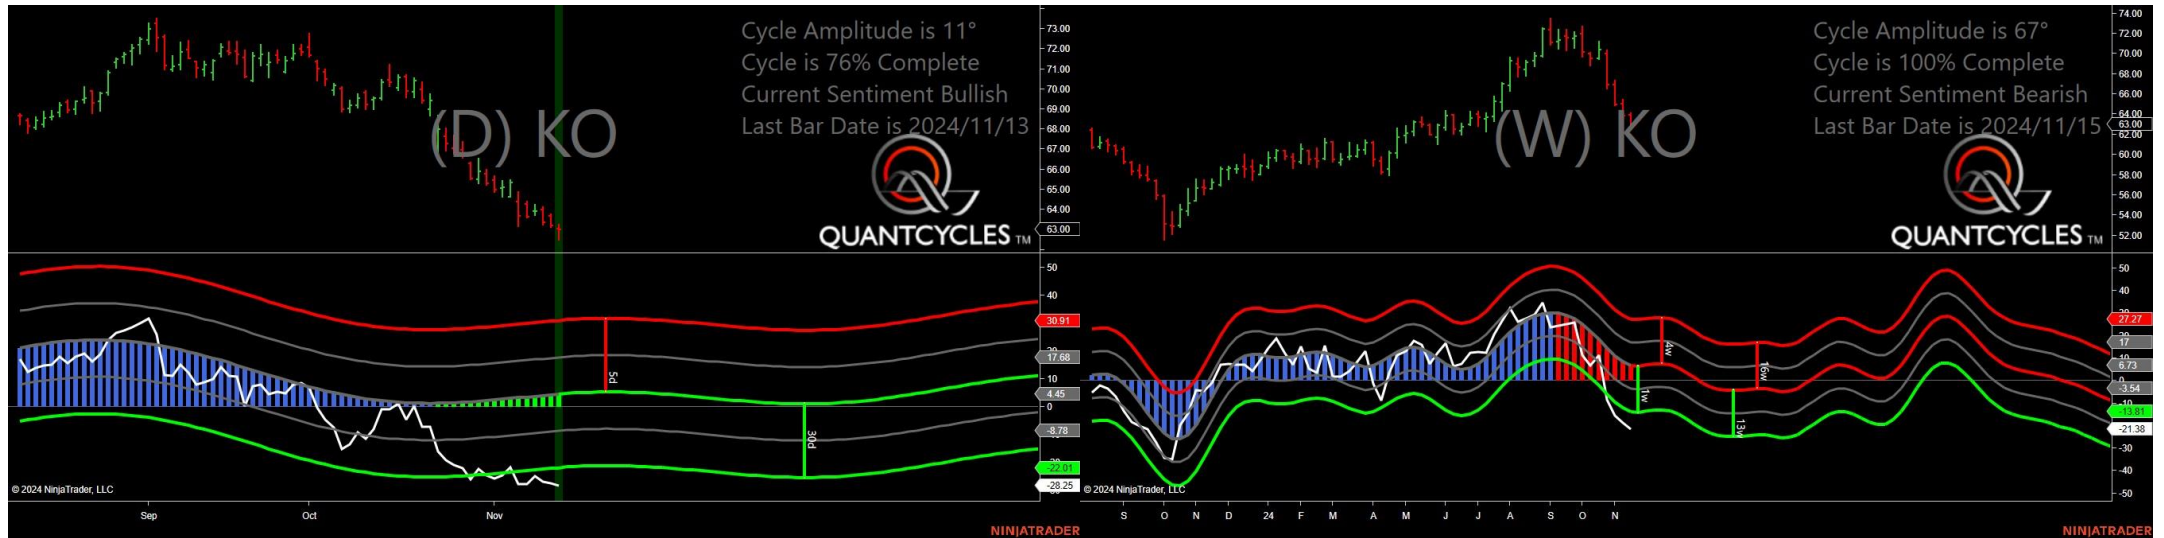 Cycle Amplitude is 11°
Cycle is 76% Complete
Current Sentiment Bullish
Last Bar Date is 2024/11/13
(D) KO
QUANTCYCLES TM
73.00
72.00
71.00
70.00
69.00
68.00
67.00
66.00
65.00
64.00
63.00
50
40
30.91
17.68
10
4.45
0
-8.78
-22.01
-28.25
5d
30d
© 2024 NinjaTrader, LLC
Sep
Oct
Nov
NINJATRADER
Cycle Amplitude is 67°
Cycle is 100% Complete
Current Sentiment Bearish
Last Bar Date is 2024/11/15
(W) KO
QUANTCYCLES TM
74.00
72.00
70.00
68.00
66.00
64.00
63.00
62.00
60.00
58.00
56.00
54.00
52.00
50
40
27.27
17
6.73
-3.54
-13.81
-21.38
-30
-40
-50
4w
1w
16w
13w
© 2024 NinjaTrader, LLC
S O N D 24 F M A M J J A S O N
NINJATRADER